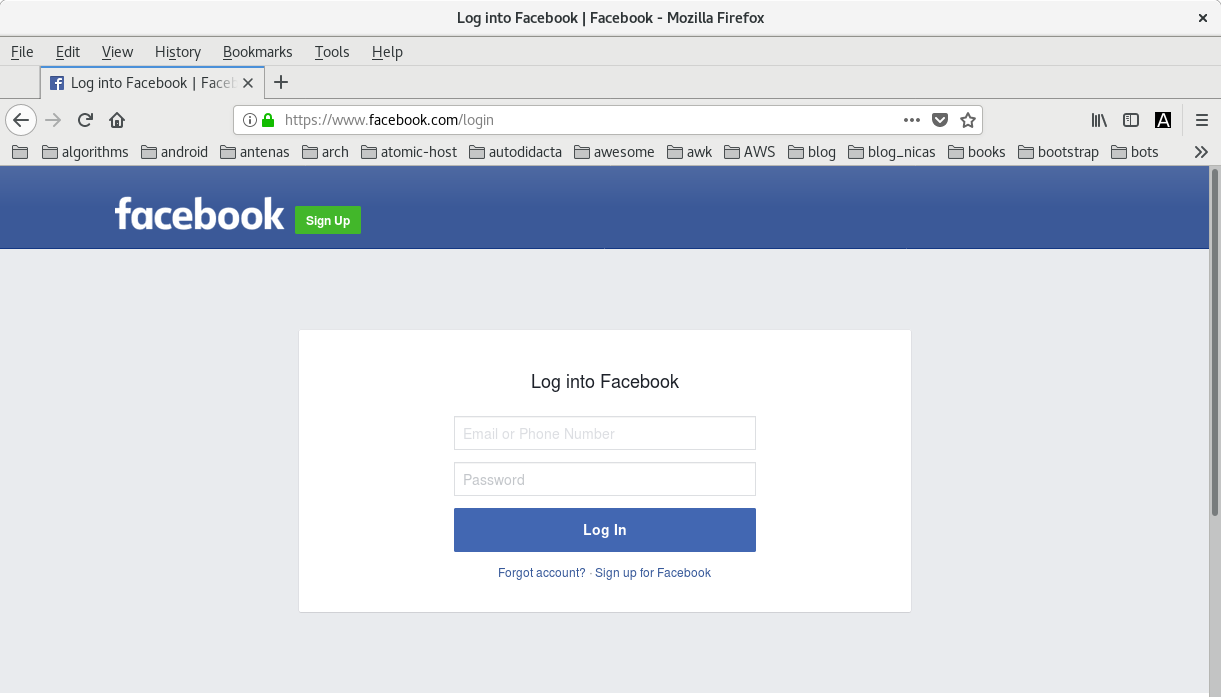 Log into Facebook | Facebook - Mozilla Firefox
File Edit View History Bookmarks Tools Help
Log into Facebook | Faceb
https://www.facebook.com/login
algorithms android antenas arch atomic-host autodidacta awesome awk AWS blog blog_nicas books bootstrap bots
facebook Sign Up
Log into Facebook
Email or Phone Number
Password
Log In
Forgot account? · Sign up for Facebook